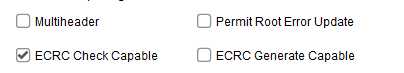 Multiheader Permit Root Error Update
ECRC Check Capable ECRC Generate Capable